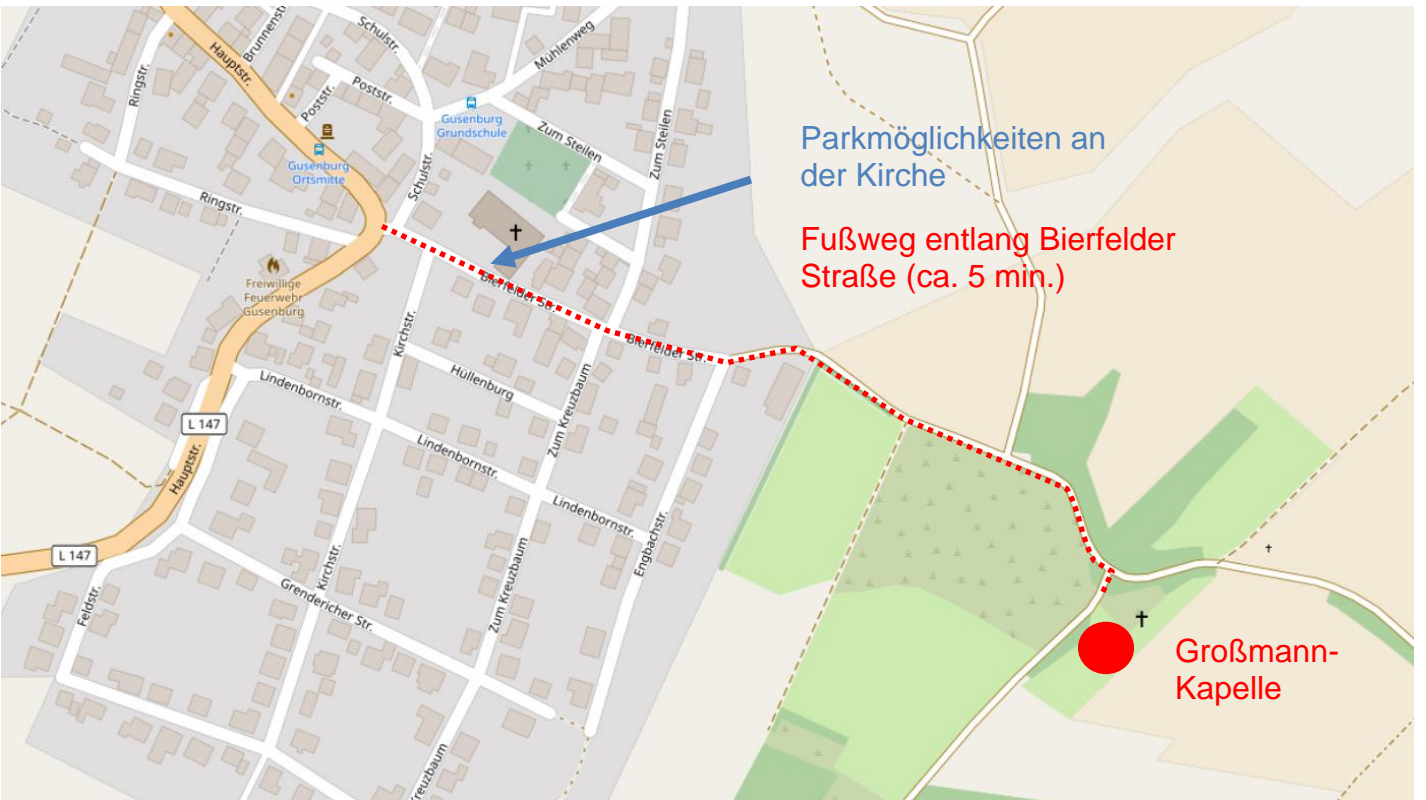 Brunnenstr
Schulstr.
Hauptstr.
Mühlenweg
Ringstr.
Poststr.
Poststr.
Gusenburg
Grundschule
Zum Steilen
Zum Steilen
Gusenburg
Ortsmitte
Schulstr.
Ringstr.
Parkmöglichkeiten an
der Kirche
Fußweg entlang Bierfelder
Straße (ca. 5 min.)
Freiwillige
Feuerwehr
Gusenburg
Bierfelder Str.
Bierfelder Str.
Kirchstr.
Hüllenburg
Lindenbornstr.
Zum Kreuzbaum
L 147
Hauptstr.
Lindenbornstr.
Lindenbornstr.
Engbachstr.
L 147
Kirchstr.
Zum Kreuzbaum
Feldstr.
Grendericher Str.
Großmann-
Kapelle
reuzbaum